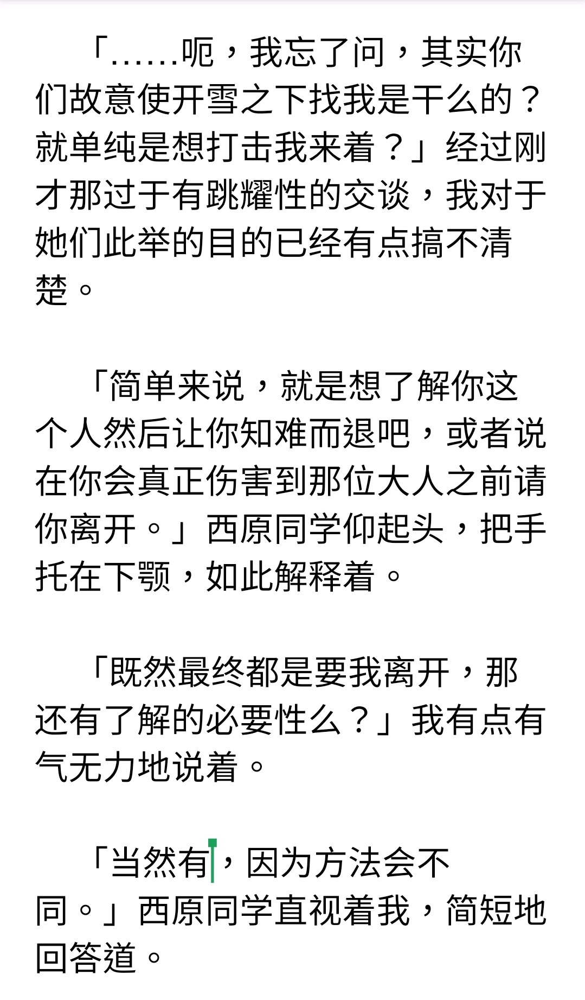 「……呃，我忘了问，其实你
们故意使开雪之下找我是干么的？
就单纯是想打击我来着？」经过刚
才那过于有跳耀性的交谈，我对于
她们此举的目的已经有点搞不清
楚。
「简单来说，就是想了解你这
个人然后让你知难而退吧，或者说
在你会真正伤害到那位大人之前请
你离开。」西原同学仰起头，把手
托在下颚，如此解释着。
「既然最终都是要我离开，那
还有了解的必要性么？」我有点有
气无力地说着。
「当然有，因为方法会不
同。」西原同学直视着我，简短地
回答道。